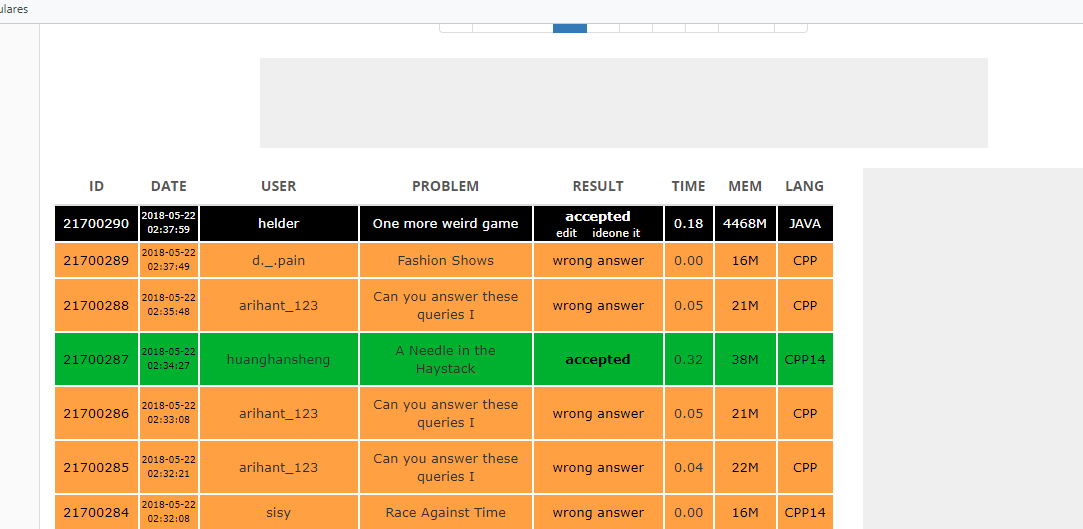 ulares
ID DATE USER PROBLEM RESULT TIME MEM LANG
21700290 2018-05-22 02:37:59 helder One more weird game accepted edit ideone it 0.18 4468M JAVA
21700289 2018-05-22 02:37:49 d._.pain Fashion Shows wrong answer 0.00 16M CPP
21700288 2018-05-22 02:35:48 arihant_123 Can you answer these queries I wrong answer 0.05 21M CPP
21700287 2018-05-22 02:34:27 huanghansheng A Needle in the Haystack accepted 0.32 38M CPP14
21700286 2018-05-22 02:33:08 arihant_123 Can you answer these queries I wrong answer 0.05 21M CPP
21700285 2018-05-22 02:32:21 arihant_123 Can you answer these queries I wrong answer 0.04 22M CPP
21700284 2018-05-22 02:32:08 sisy Race Against Time wrong answer 0.00 16M CPP14